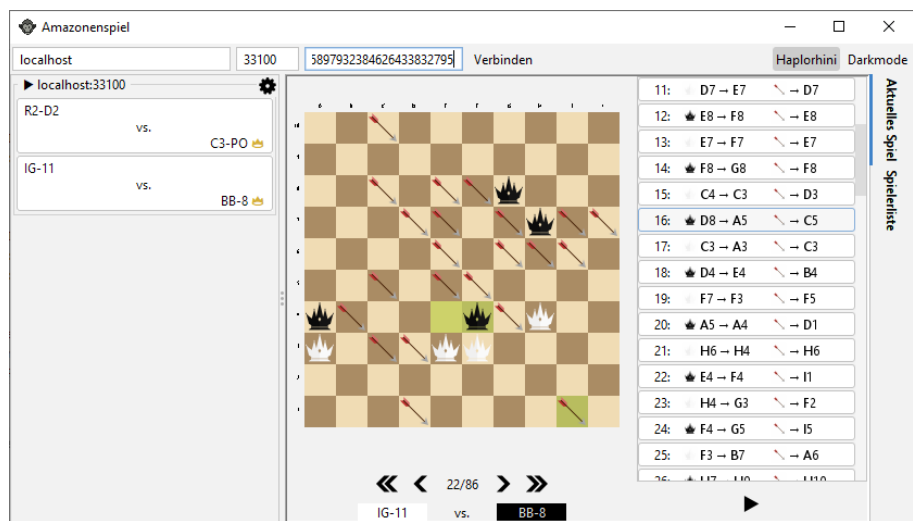 Amazonenspiel
localhost 33100 5897932384626433832795 Verbinden Haplorhini Darkmode
localhost:33100
R2-D2
vs.
C3-PO
IG-11
vs.
BB-8
11: D7 → E7 → D7
12: E8 → F8 → E8
13: E7 → F7 → E7
14: F8 → G8 → F8
15: C4 → C3 → D3
16: D8 → A5 → C5
17: C3 → A3 → C3
18: D4 → E4 → B4
19: F7 → F3 → F5
20: A5 → A4 → D1
21: H6 → H4 → H6
22: E4 → F4 → I1
23: H4 → G3 → F2
24: F4 → G5 → I5
25: F3 → B7 → A6
Aktuelles Spiel Spielerliste
22/86
IG-11 vs. BB-8